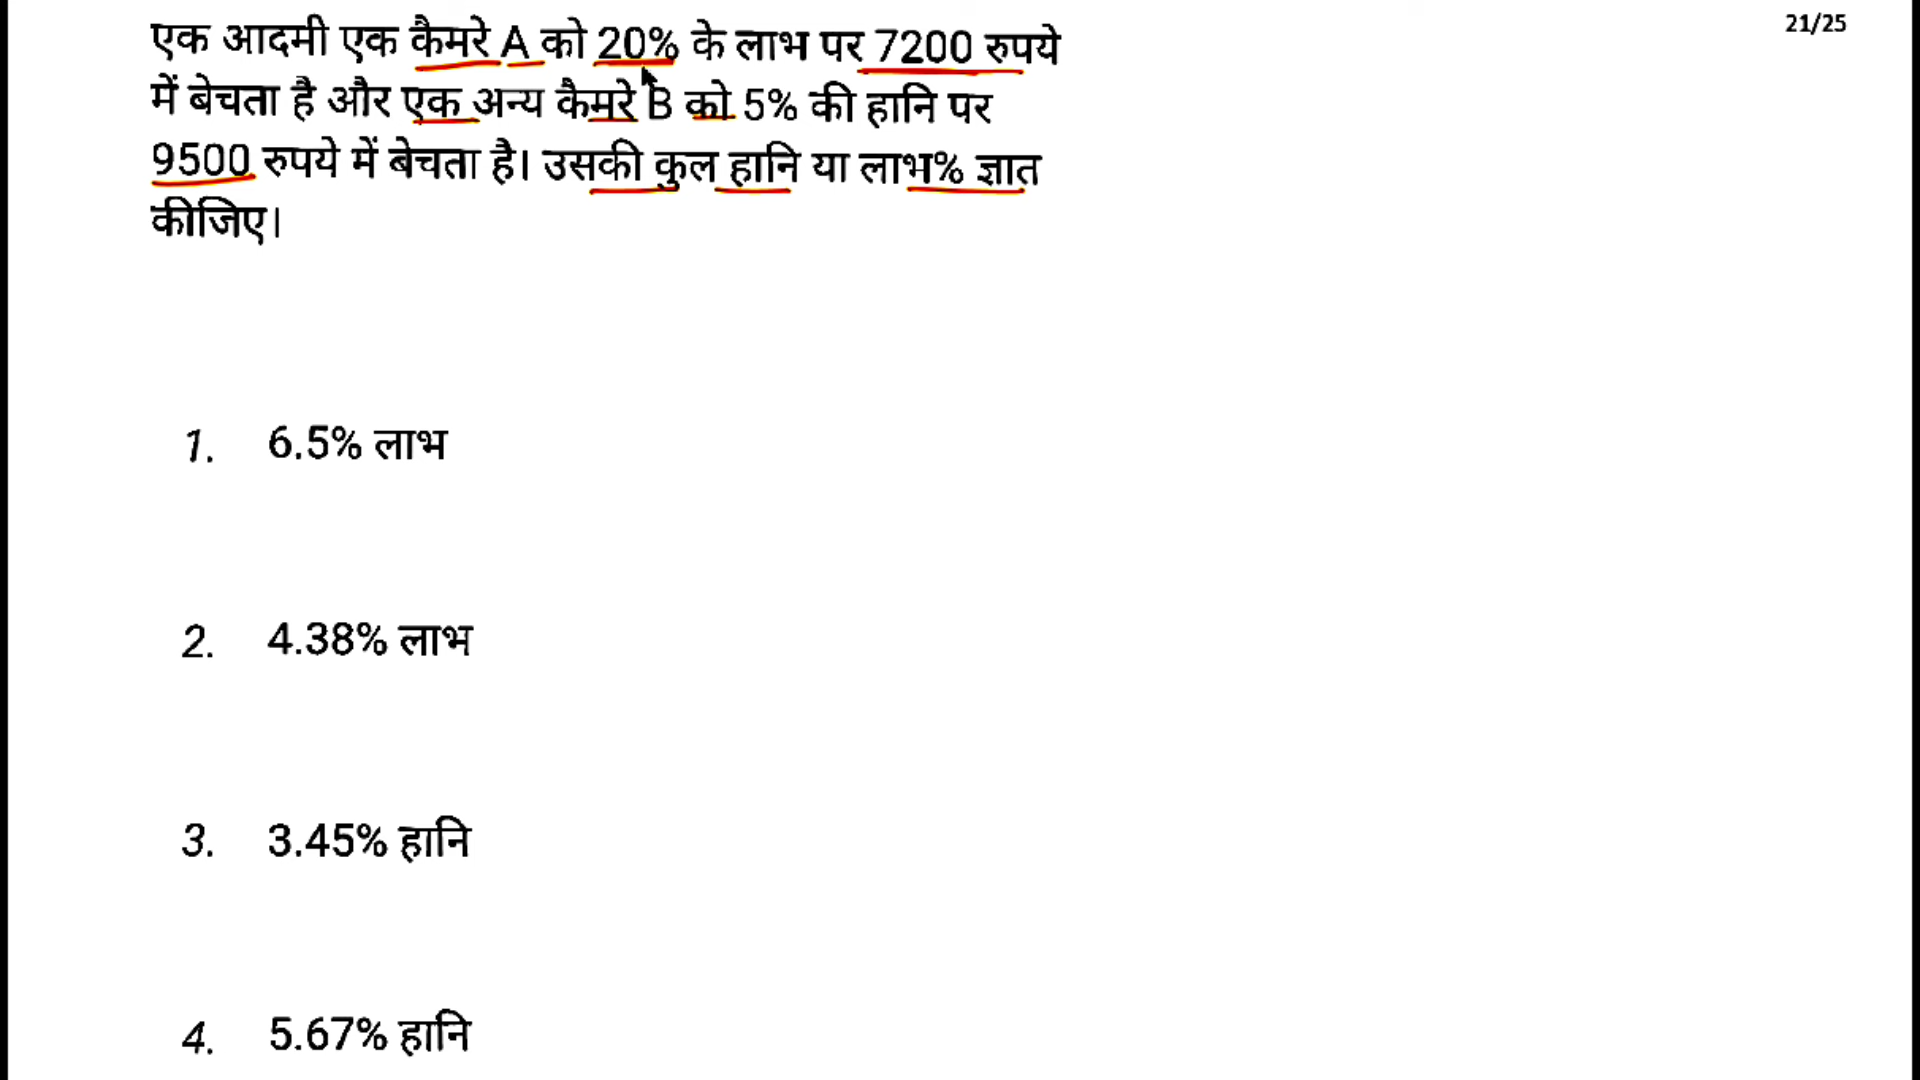 21/25
एक आदमी एक कैमरे A को 20% के लाभ पर 7200 रुपये
में बेचता है और एक अन्य कैमरे B को 5% की हानि पर
9500 रुपये में बेचता है। उसकी कुल हानि या लाभ% ज्ञात
कीजिए।
1. 6.5% लाभ
2. 4.38% लाभ
3. 3.45% हानि
4. 5.67% हानि